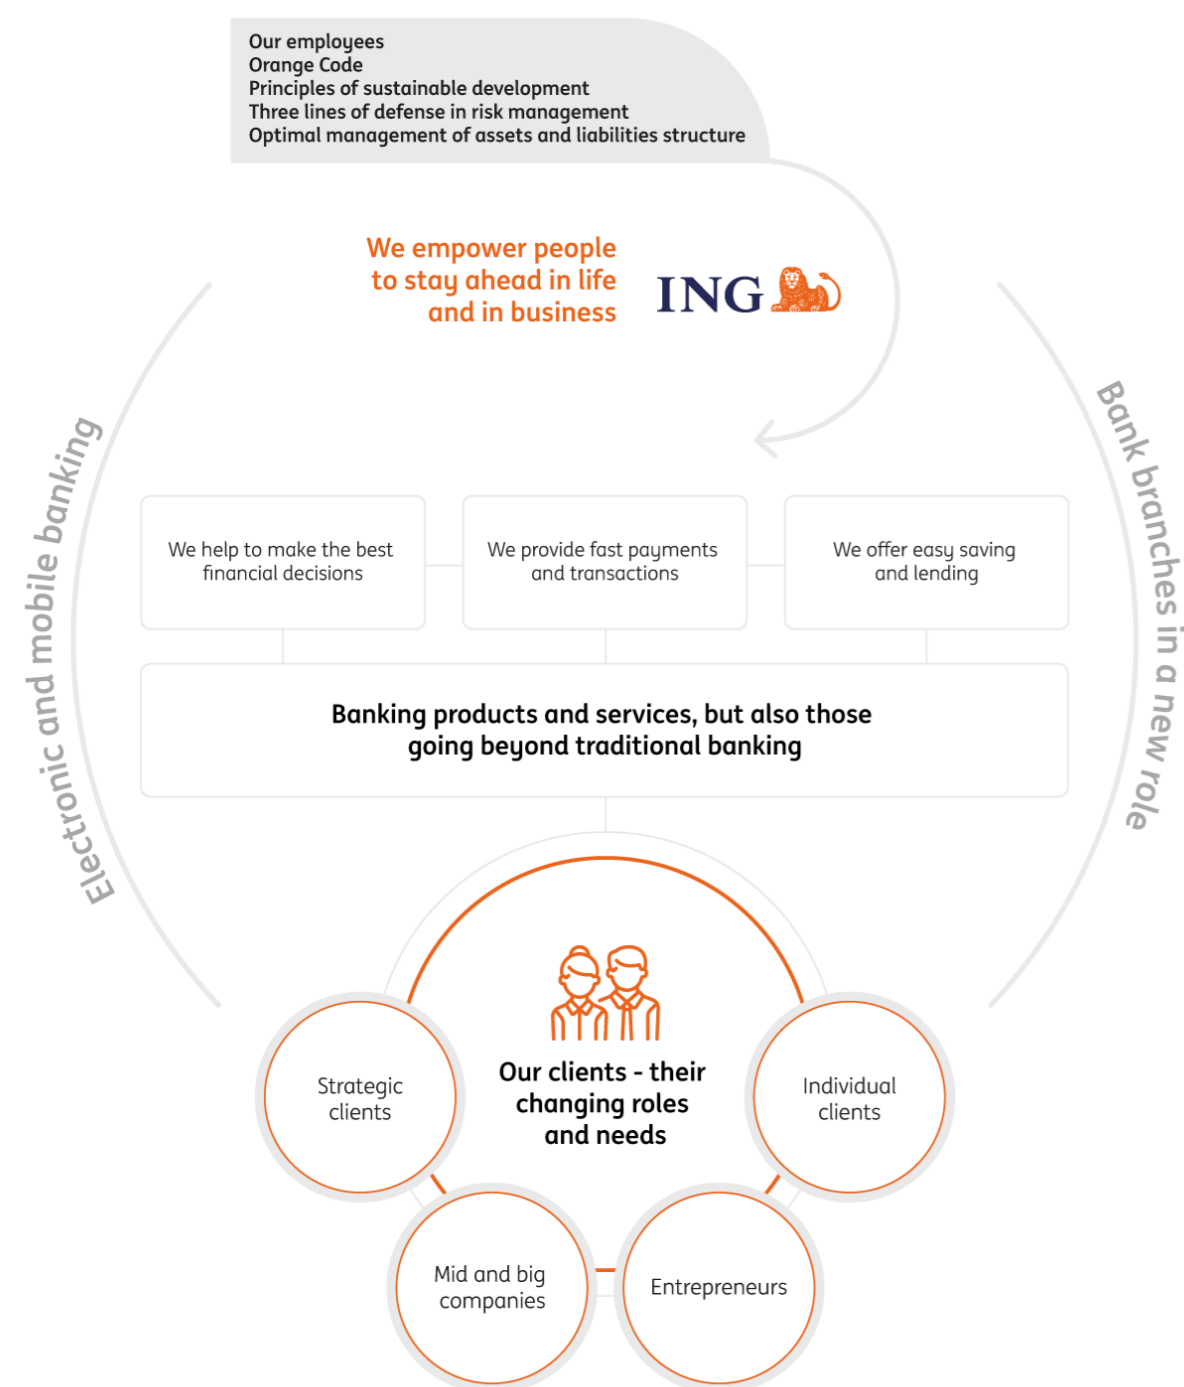 Our employees
Orange Code
Principles of sustainable development
Three lines of defense in risk management
Optimal management of assets and liabilities structure
We empower people
to stay ahead in life
and in business
ING
Electronic and mobile banking
Bank branches in a new role
We help to make the best
financial decisions
We provide fast payments
and transactions
We offer easy saving
and lending
Banking products and services, but also those
going beyond traditional banking
Our clients - their
changing roles
and needs
Strategic
clients
Individual
clients
Mid and big
companies
Entrepreneurs